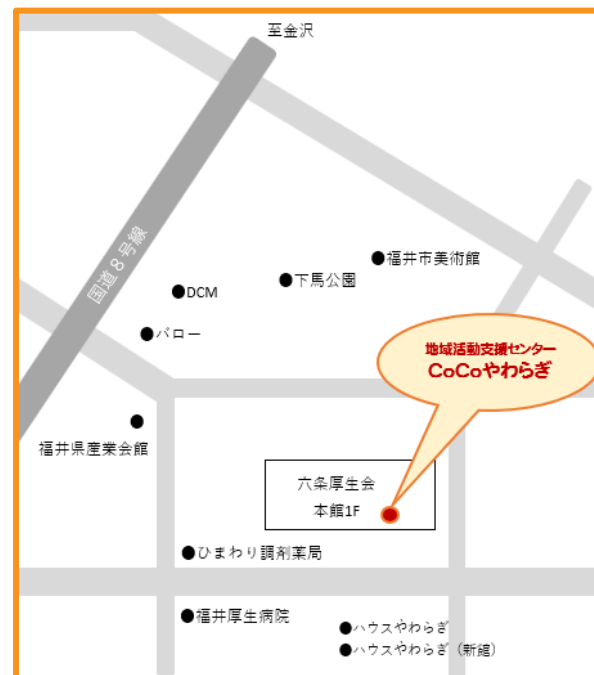 至金沢
国道８号線
福井市美術館
下馬公園
DCM
バロー
地域活動支援センター
CoCoやわらぎ
福井県産業会館
六条厚生会
本館1F
ひまわり調剤薬局
福井厚生病院
ハウスやわらぎ
ハウスやわらぎ（新館）